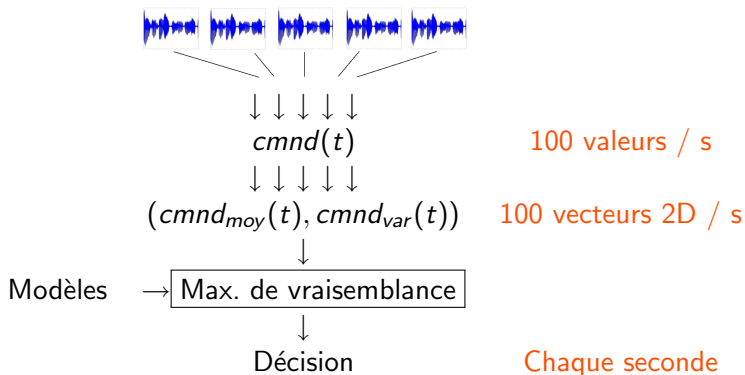 ↓ ↓ ↓ ↓ ↓
cmnd(t) 100 valeurs / s
↓ ↓ ↓ ↓ ↓
(cmnd_moy(t), cmnd_var(t)) 100 vecteurs 2D / s
↓
Modèles → Max. de vraisemblance
↓
Décision Chaque seconde